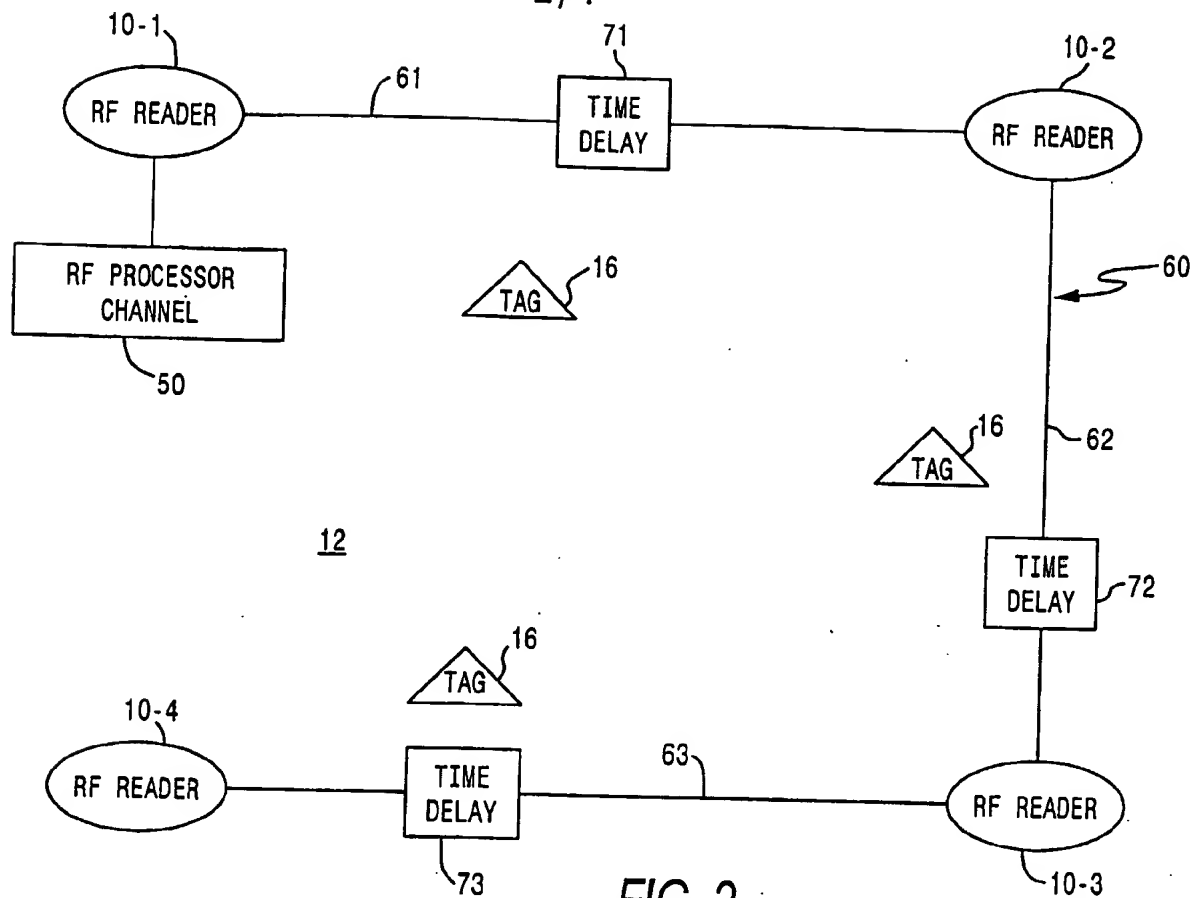 10-1
71
10-2
61
RF READER
TIME
DELAY
RF READER
RF PROCESSOR
CHANNEL
50
TAG
16
60
TAG
16
62
12
TIME
DELAY
72
TAG
16
10-4
RF READER
TIME
DELAY
73
63
RF READER
10-3